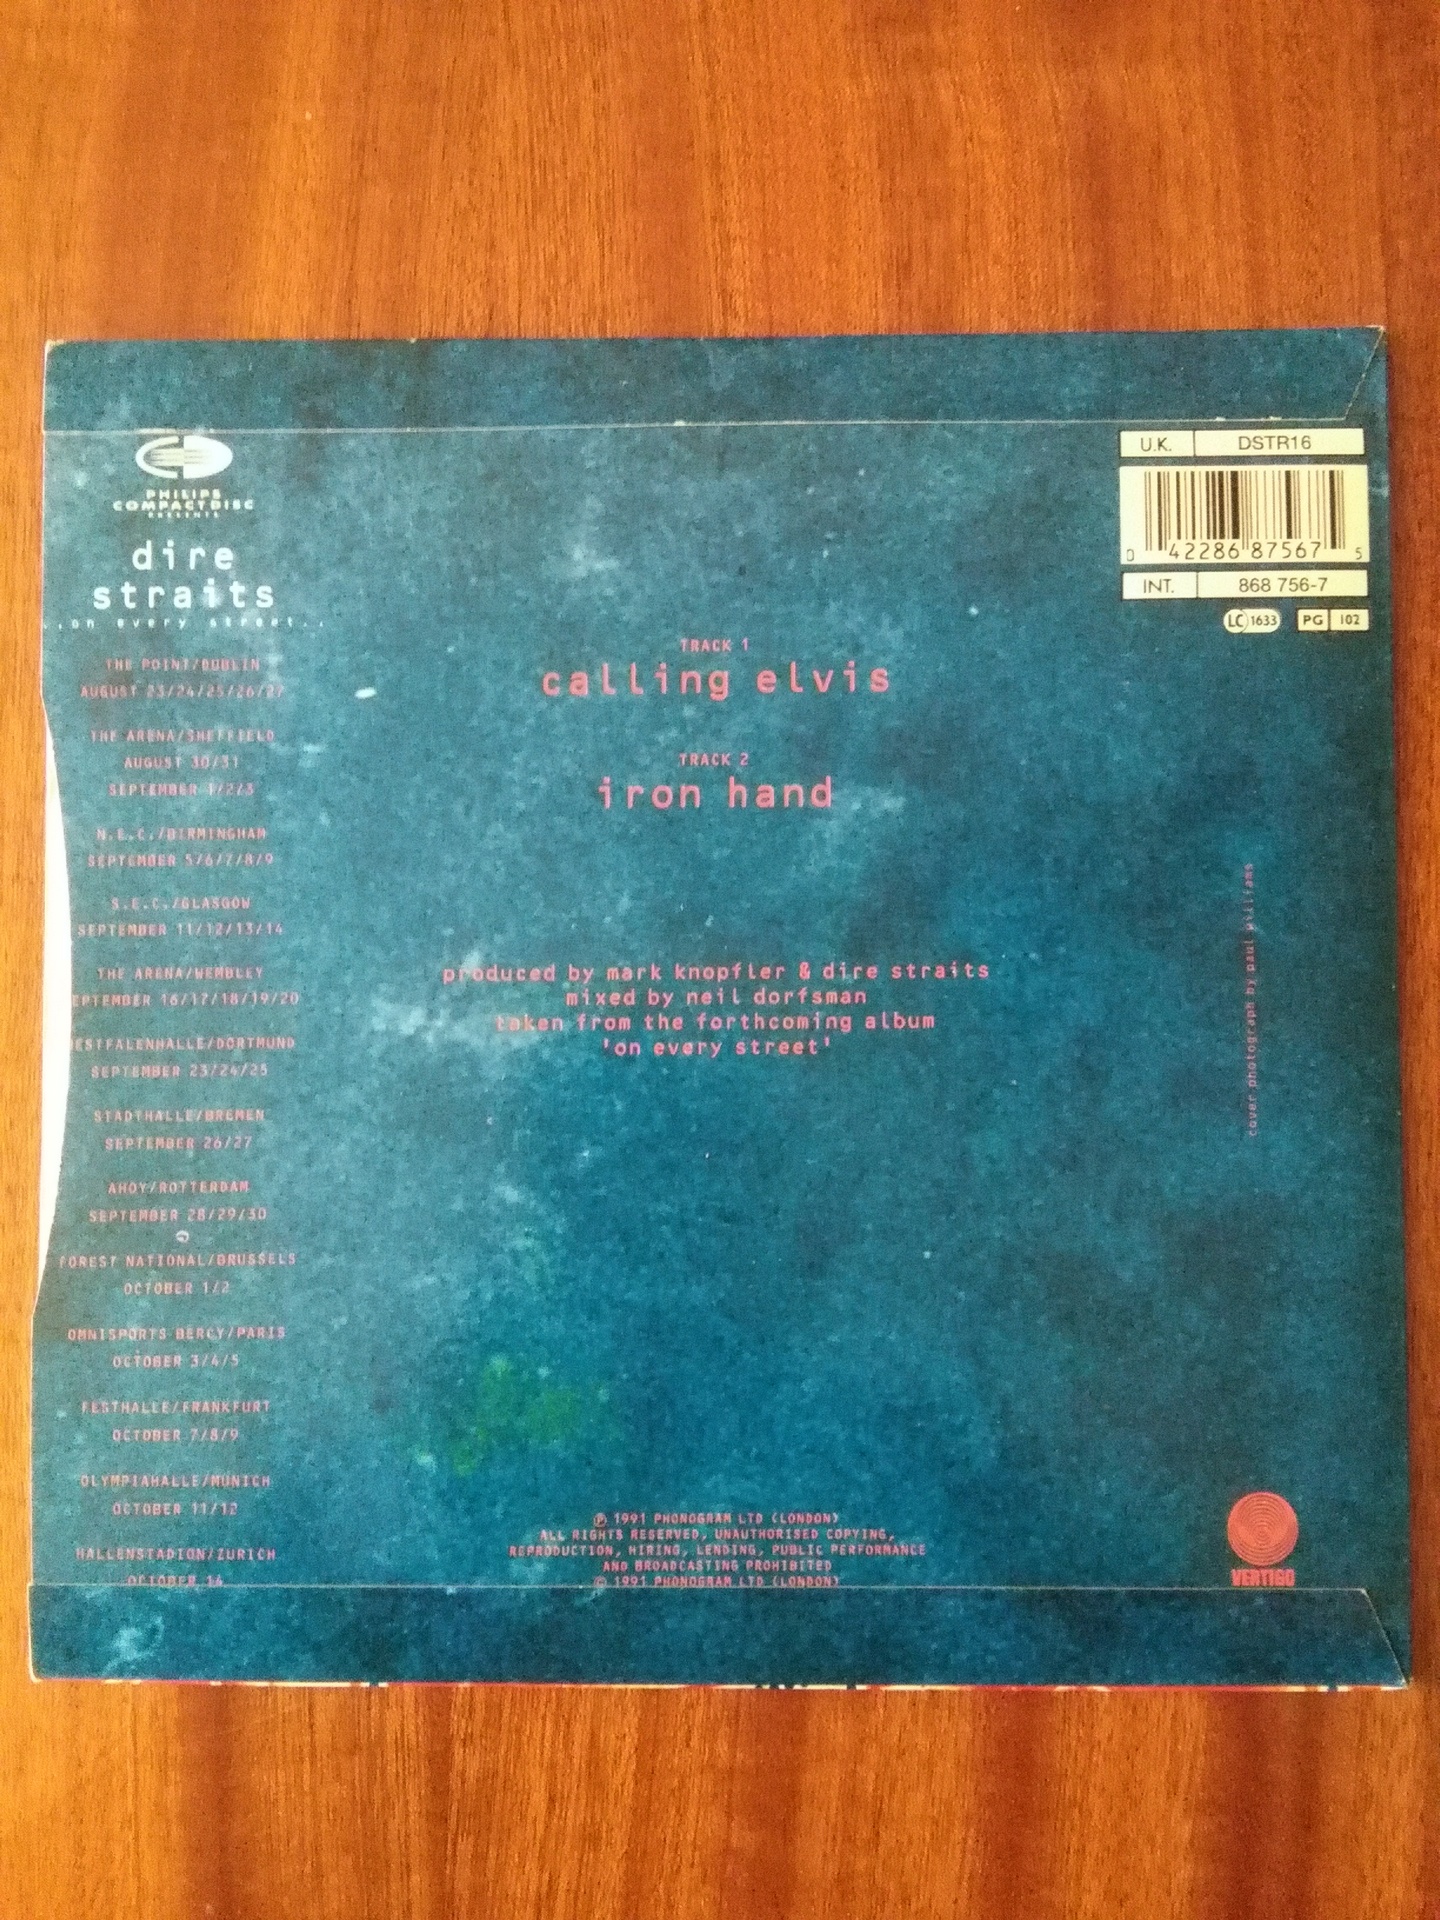 PHILIPS
COMPACT DISC
PRESENTS
dire
straits
..on every street..
THE POINT/DUBLIN
AUGUST 23/24/25/26/27
THE ARENA/SHEFFIELD
AUGUST 30/31
SEPTEMBER 1/2/3
N.E.C./BIRMINGHAM
SEPTEMBER 5/6/7/8/9
S.E.C./GLASGOW
SEPTEMBER 11/12/13/14
THE ARENA/WEMBLEY
EPTEMBER 16/17/18/19/20
ESTFALENHALLE/DORTMUND
SEPTEMBER 23/24/25
STADTHALLE/BREMEN
SEPTEMBER 26/27
AHOY/ROTTERDAM
SEPTEMBER 28/29/30
FOREST NATIONAL/BRUSSELS
OCTOBER 1/2
OMNISPORTS BERCY/PARIS
OCTOBER 3/4/5
FESTHALLE/FRANKFURT
OCTOBER 7/8/9
OLYMPIAHALLE/MUNICH
OCTOBER 11/12
HALLENSTADION/ZURICH
OCTOBER 14
TRACK 1
calling elvis
TRACK 2
iron hand
produced by mark knopfler & dire straits
mixed by neil dorfsman
taken from the forthcoming album
'on every street'
℗ 1991 PHONOGRAM LTD (LONDON)
ALL RIGHTS RESERVED, UNAUTHORISED COPYING,
REPRODUCTION, HIRING, LENDING, PUBLIC PERFORMANCE
AND BROADCASTING PROHIBITED
© 1991 PHONOGRAM LTD (LONDON)
U.K. DSTR16
0 42286 87567 5
INT. 868 756-7
LC 1633 PG 102
cover photograph by paul williams
VERTIGO